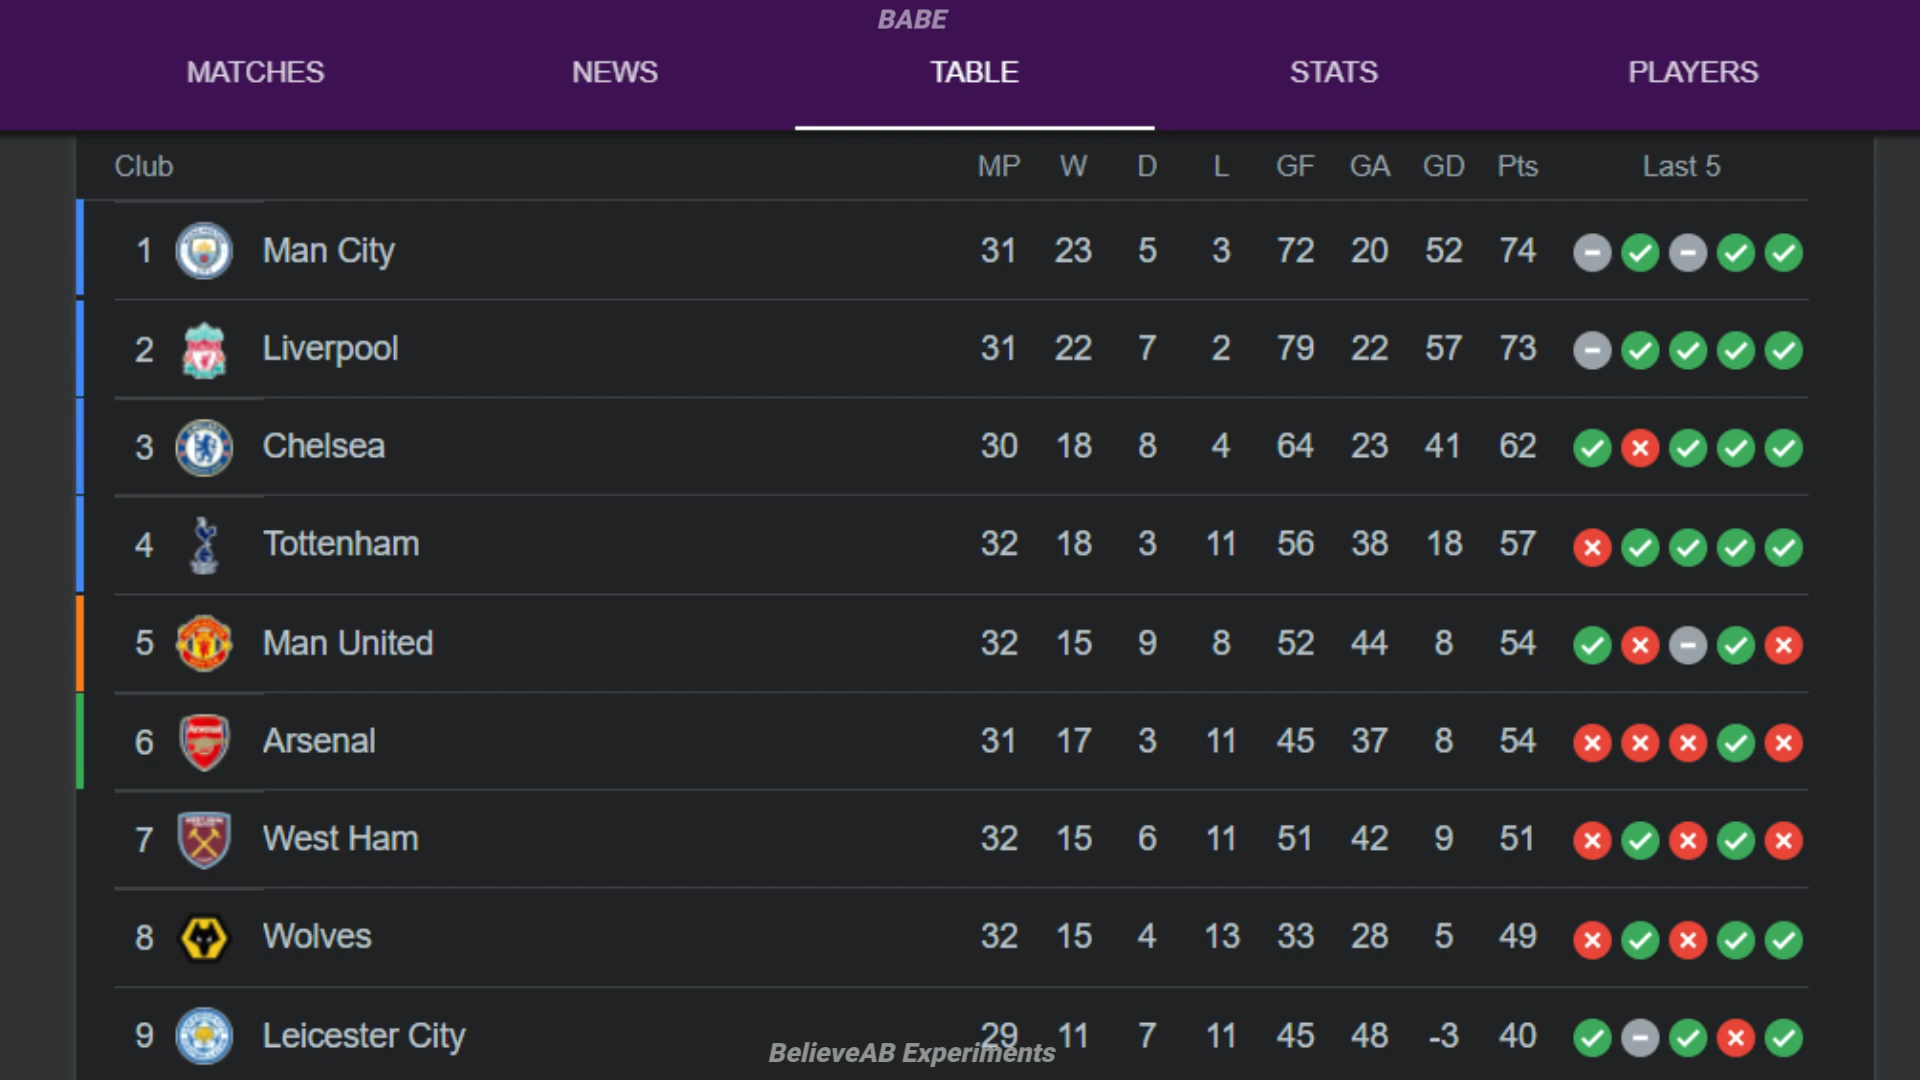 BABE
MATCHES NEWS TABLE STATS PLAYERS
Club MP W D L GF GA GD Pts Last 5
1 Man City 31 23 5 3 72 20 52 74
2 Liverpool 31 22 7 2 79 22 57 73
3 Chelsea 30 18 8 4 64 23 41 62
4 Tottenham 32 18 3 11 56 38 18 57
5 Man United 32 15 9 8 52 44 8 54
6 Arsenal 31 17 3 11 45 37 8 54
7 West Ham 32 15 6 11 51 42 9 51
8 Wolves 32 15 4 13 33 28 5 49
9 Leicester City 29 11 7 11 45 48 -3 40
BelieveAB Experiments